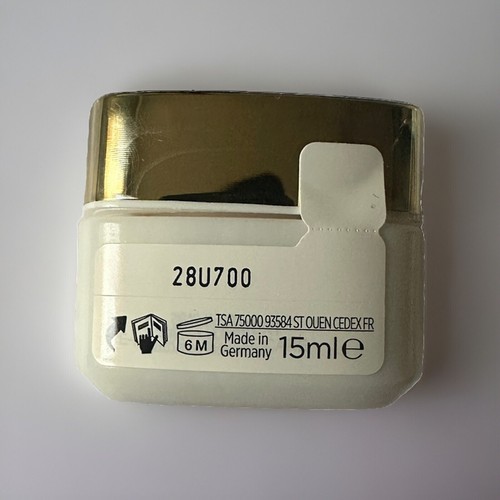 28U700
TSA 75000 93584 ST OUEN CEDEX FR
6 M
Made in
Germany
15ml e